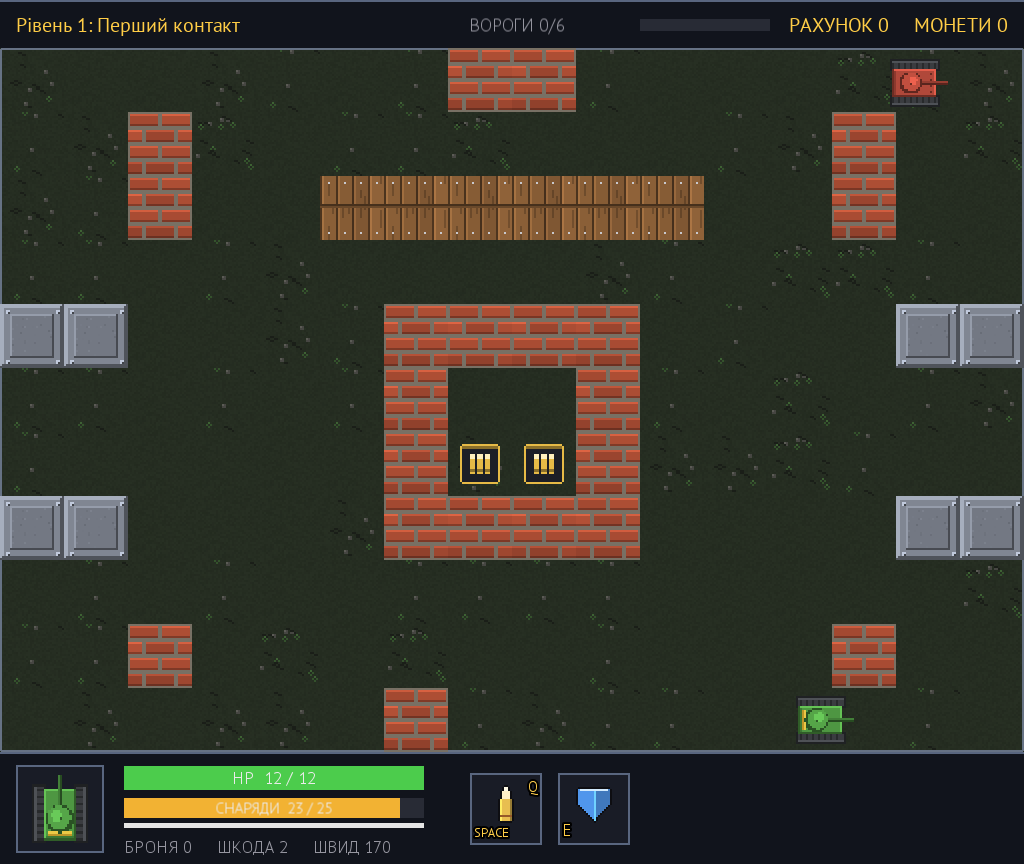 Рівень 1: Перший контакт
ВОРОГИ 0/6
РАХУНОК 0
МОНЕТИ 0
HP 12 / 12
СНАРЯДИ 23 / 25
БРОНЯ 0 ШКОДА 2 ШВИД 170
Q
SPACE
E